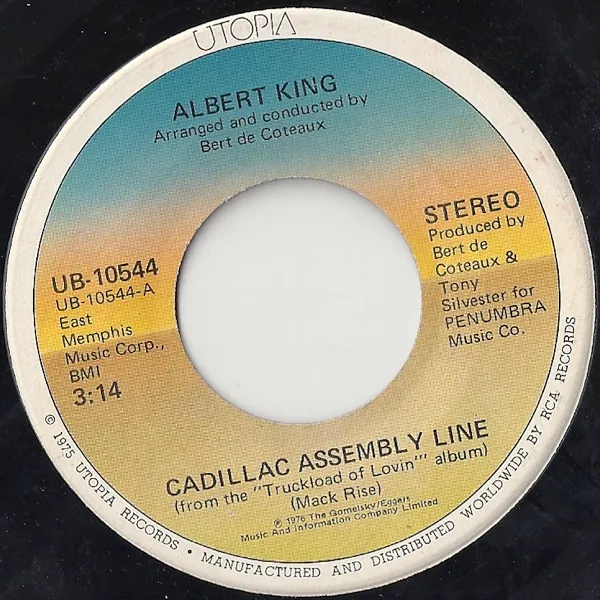 UTOPIA
ALBERT KING
Arranged and conducted by
Bert de Coteaux
UB-10544
UB-10544-A
East
Memphis
Music Corp.,
BMI
3:14
STEREO
Produced by
Bert de
Coteaux &
Tony
Silvester for
PENUMBRA
Music Co.
CADILLAC ASSEMBLY LINE
(from the "Truckload of Lovin'" album)
(Mack Rise)
℗ 1976 The Gomelsky/Eggers
Music And Information Company Limited
© 1975 UTOPIA RECORDS • MANUFACTURED AND DISTRIBUTED WORLDWIDE BY RCA RECORDS